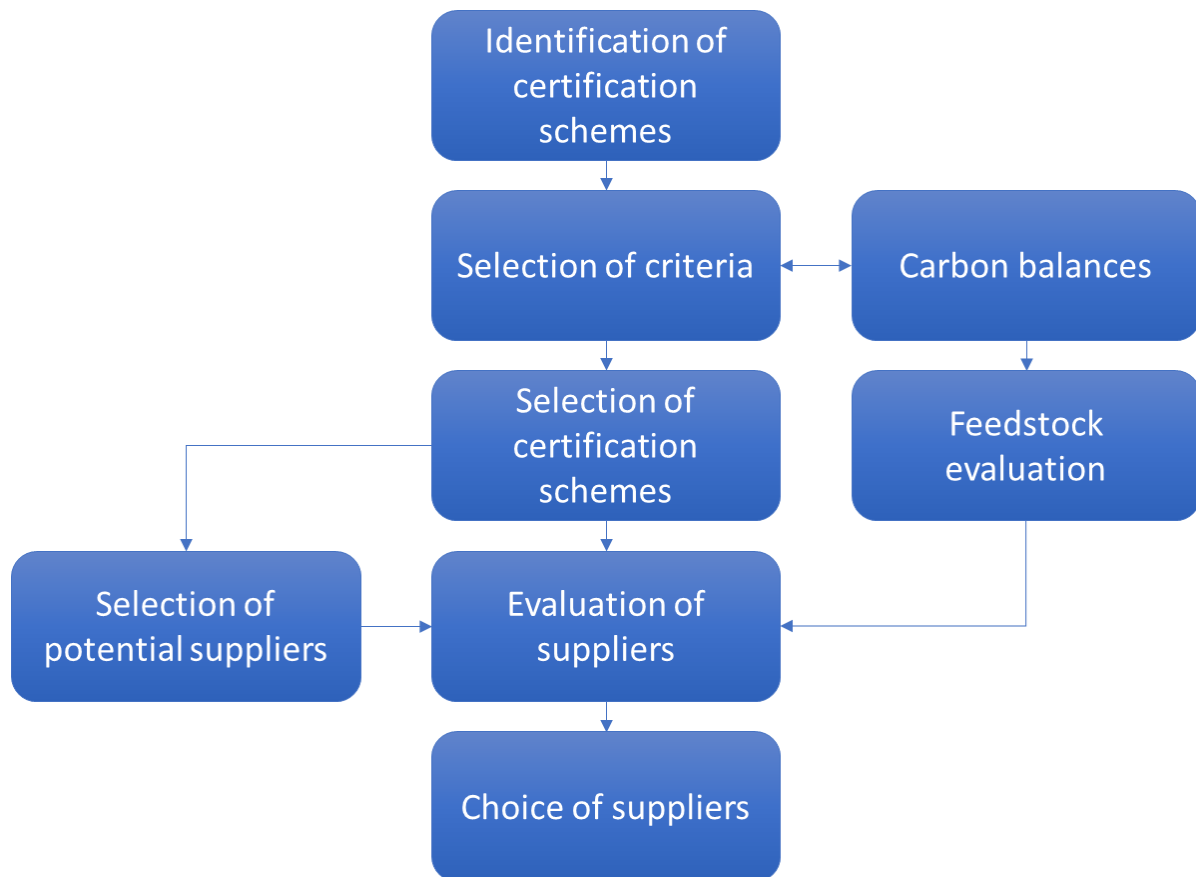 Identification of
certification
schemes
Selection of criteria
Carbon balances
Selection of
certification
schemes
Feedstock
evaluation
Selection of
potential suppliers
Evaluation of
suppliers
Choice of suppliers